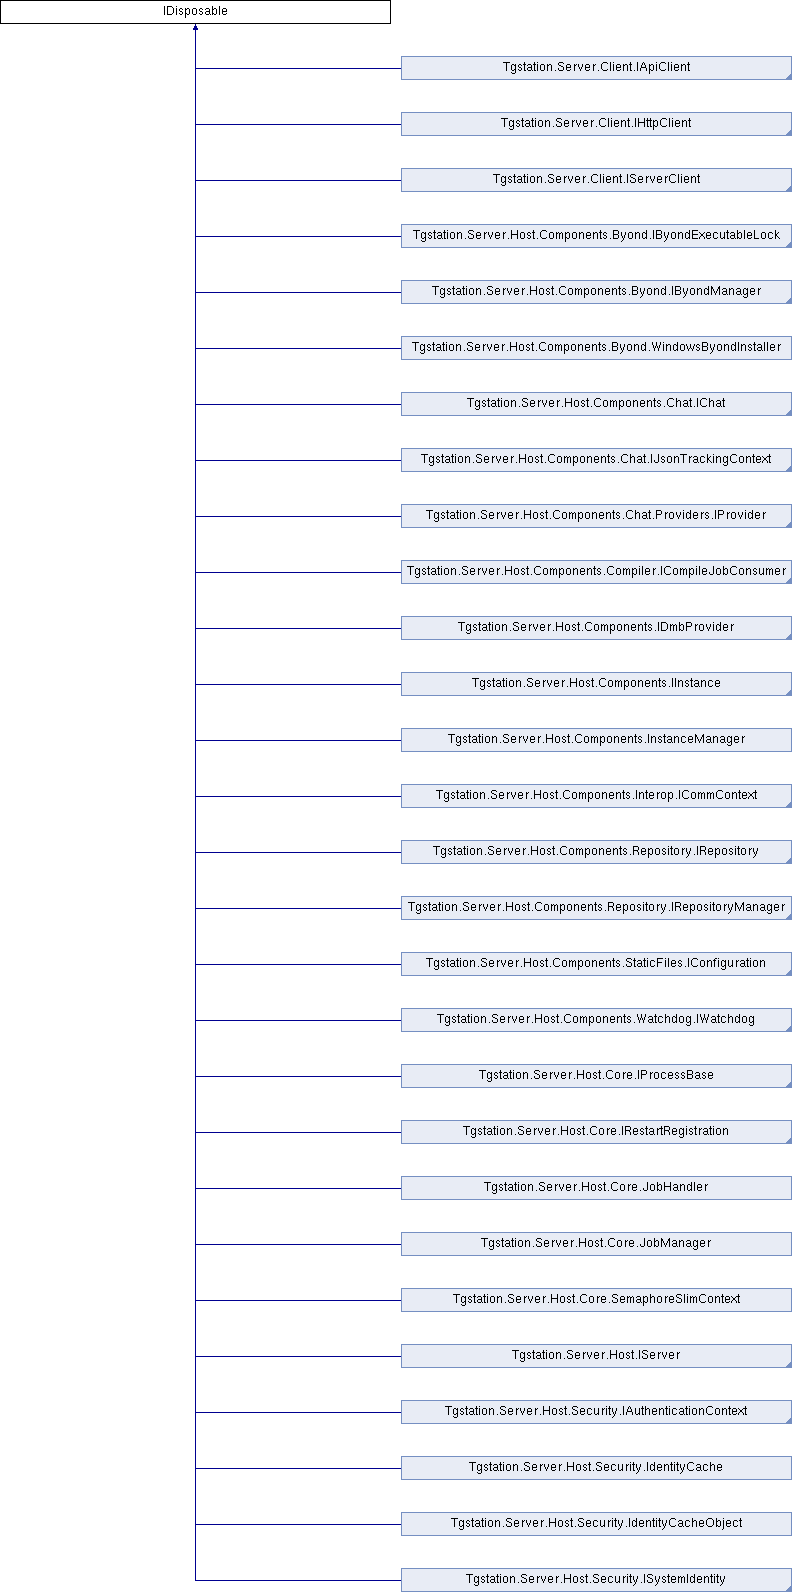 IDisposable
Tgstation.Server.Client.IApiClient
Tgstation.Server.Client.IHttpClient
Tgstation.Server.Client.IServerClient
Tgstation.Server.Host.Components.Byond.IByondExecutableLock
Tgstation.Server.Host.Components.Byond.IByondManager
Tgstation.Server.Host.Components.Byond.WindowsByondInstaller
Tgstation.Server.Host.Components.Chat.IChat
Tgstation.Server.Host.Components.Chat.IJsonTrackingContext
Tgstation.Server.Host.Components.Chat.Providers.IProvider
Tgstation.Server.Host.Components.Compiler.ICompileJobConsumer
Tgstation.Server.Host.Components.IDmbProvider
Tgstation.Server.Host.Components.IInstance
Tgstation.Server.Host.Components.InstanceManager
Tgstation.Server.Host.Components.Interop.ICommContext
Tgstation.Server.Host.Components.Repository.IRepository
Tgstation.Server.Host.Components.Repository.IRepositoryManager
Tgstation.Server.Host.Components.StaticFiles.IConfiguration
Tgstation.Server.Host.Components.Watchdog.IWatchdog
Tgstation.Server.Host.Core.IProcessBase
Tgstation.Server.Host.Core.IRestartRegistration
Tgstation.Server.Host.Core.JobHandler
Tgstation.Server.Host.Core.JobManager
Tgstation.Server.Host.Core.SemaphoreSlimContext
Tgstation.Server.Host.IServer
Tgstation.Server.Host.Security.IAuthenticationContext
Tgstation.Server.Host.Security.IdentityCache
Tgstation.Server.Host.Security.IdentityCacheObject
Tgstation.Server.Host.Security.ISystemIdentity